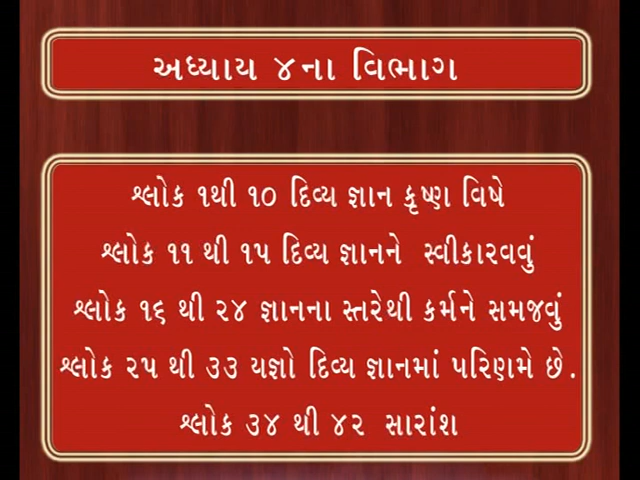 અધ્યાય ૪ના વિભાગ
શ્લોક ૧થી ૧૦ દિવ્ય જ્ઞાન કૃષ્ણ વિષે
શ્લોક ૧૧ થી ૧૫ દિવ્ય જ્ઞાનને સ્વીકારવવું
શ્લોક ૧૬ થી ૨૪ જ્ઞાનના સ્તરેથી કર્મને સમજવું
શ્લોક ૨૫ થી ૩૩ યજ્ઞો દિવ્ય જ્ઞાનમાં પરિણમે છે.
શ્લોક ૩૪ થી ૪૨ સારાંશ